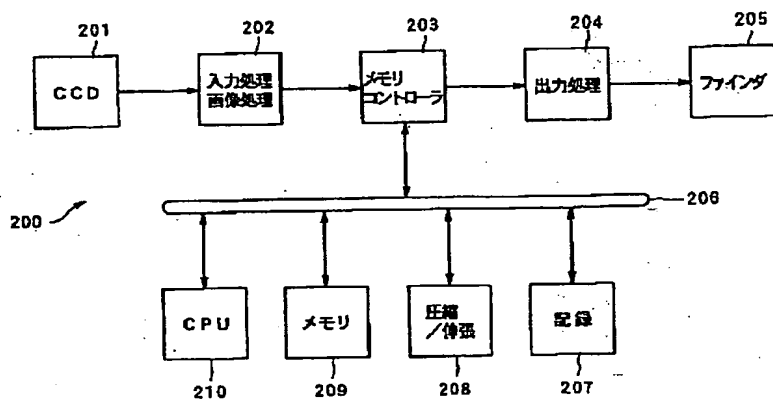 201
202
203
204
205
CCD
入力処理
画像処理
メモリ
コントローラ
出力処理
ファインダ
206
200
CPU
メモリ
圧縮
／伸張
記録
210
209
208
207